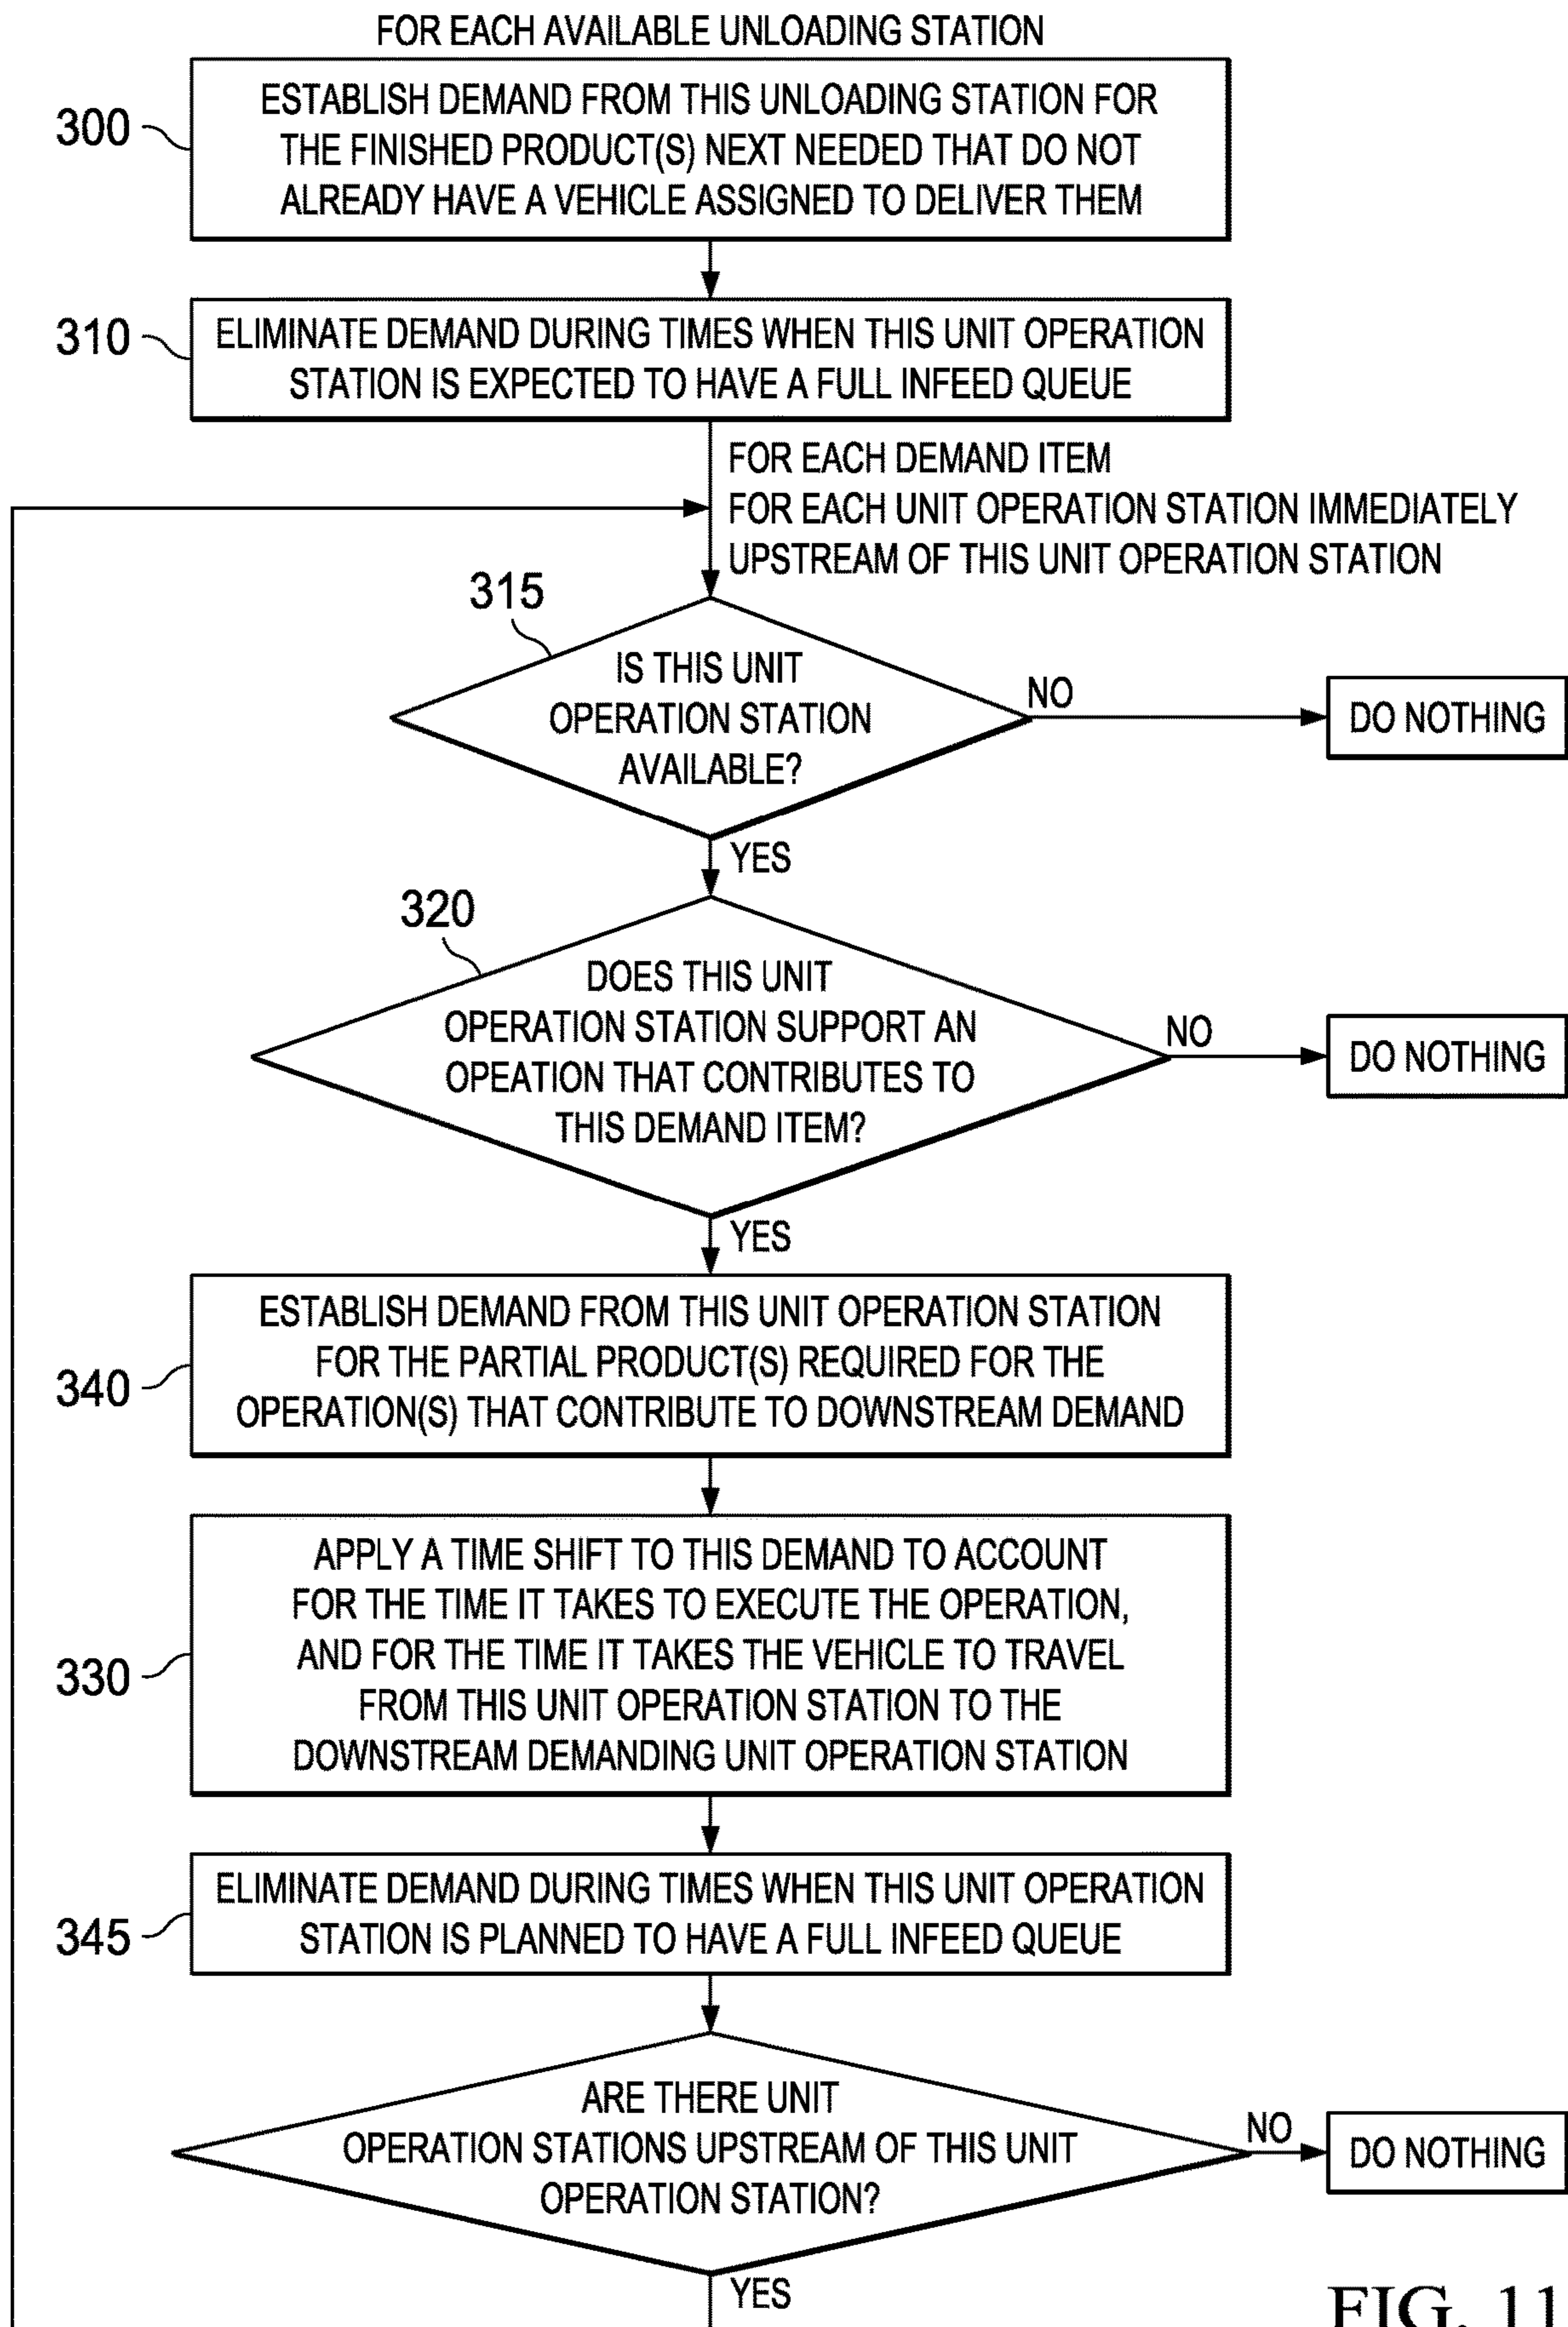 FOR EACH AVAILABLE UNLOADING STATION
300
ESTABLISH DEMAND FROM THIS UNLOADING STATION FOR
THE FINISHED PRODUCT(S) NEXT NEEDED THAT DO NOT
ALREADY HAVE A VEHICLE ASSIGNED TO DELIVER THEM
310
ELIMINATE DEMAND DURING TIMES WHEN THIS UNIT OPERATION
STATION IS EXPECTED TO HAVE A FULL INFEED QUEUE
FOR EACH DEMAND ITEM
FOR EACH UNIT OPERATION STATION IMMEDIATELY
UPSTREAM OF THIS UNIT OPERATION STATION
315
IS THIS UNIT
OPERATION STATION
AVAILABLE?
NO
DO NOTHING
YES
320
DOES THIS UNIT
OPERATION STATION SUPPORT AN
OPEATION THAT CONTRIBUTES TO
THIS DEMAND ITEM?
NO
DO NOTHING
YES
340
ESTABLISH DEMAND FROM THIS UNIT OPERATION STATION
FOR THE PARTIAL PRODUCT(S) REQUIRED FOR THE
OPERATION(S) THAT CONTRIBUTE TO DOWNSTREAM DEMAND
330
APPLY A TIME SHIFT TO THIS DEMAND TO ACCOUNT
FOR THE TIME IT TAKES TO EXECUTE THE OPERATION,
AND FOR THE TIME IT TAKES THE VEHICLE TO TRAVEL
FROM THIS UNIT OPERATION STATION TO THE
DOWNSTREAM DEMANDING UNIT OPERATION STATION
345
ELIMINATE DEMAND DURING TIMES WHEN THIS UNIT OPERATION
STATION IS PLANNED TO HAVE A FULL INFEED QUEUE
ARE THERE UNIT
OPERATION STATIONS UPSTREAM OF THIS UNIT
OPERATION STATION?
NO
DO NOTHING
YES
FIG. 11